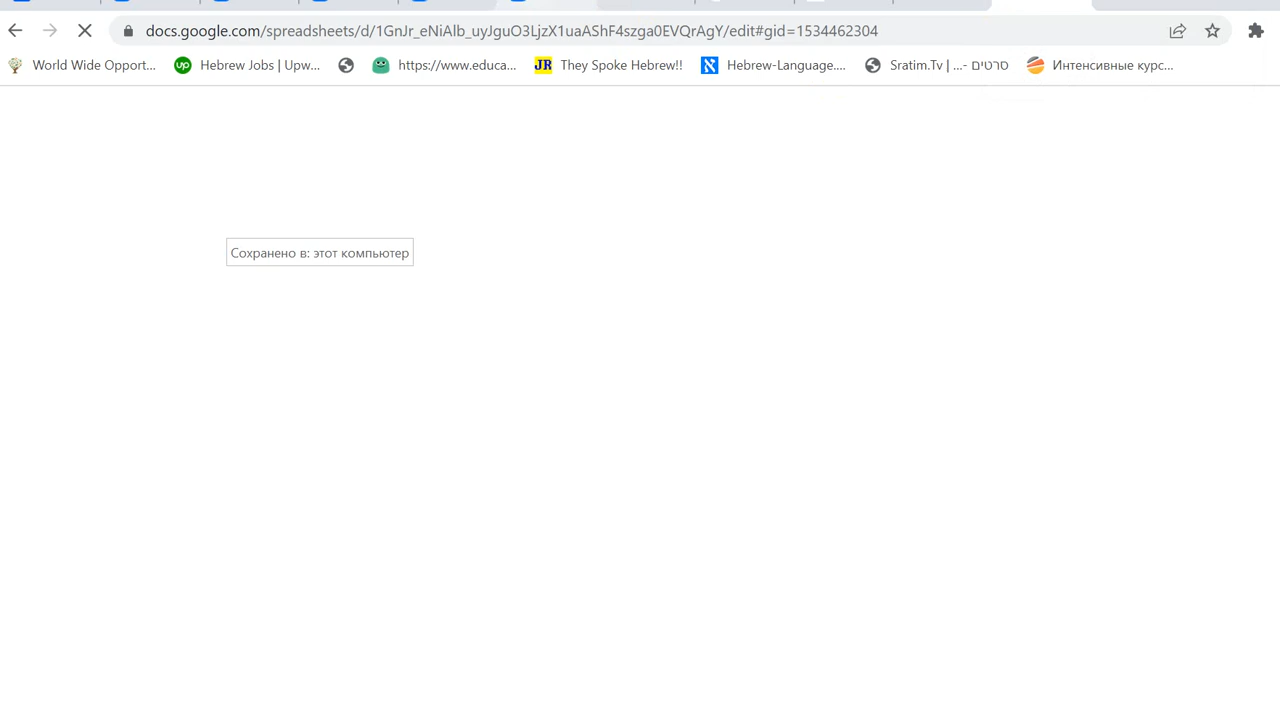 docs.google.com/spreadsheets/d/1GnJr_eNiAlb_uyJguO3LjzX1uaAShF4szga0EVQrAgY/edit#gid=1534462304
World Wide Opport... Hebrew Jobs | Upw... https://www.educa... JR They Spoke Hebrew!! Hebrew-Language.... Sratim.Tv | ...- סרטים Интенсивные курс...
Сохранено в: этот компьютер